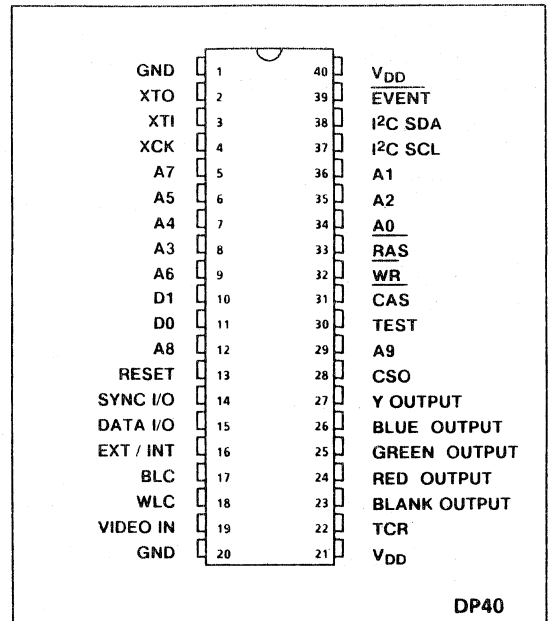 GND 1 40 V_DD
XTO 2 39 EVENT
XTI 3 38 I²C SDA
XCK 4 37 I²C SCL
A7 5 36 A1
A5 6 35 A2
A4 7 34 A0
A3 8 33 RAS
A6 9 32 WR
D1 10 31 CAS
D0 11 30 TEST
A8 12 29 A9
RESET 13 28 CSO
SYNC I/O 14 27 Y OUTPUT
DATA I/O 15 26 BLUE OUTPUT
EXT / INT 16 25 GREEN OUTPUT
BLC 17 24 RED OUTPUT
WLC 18 23 BLANK OUTPUT
VIDEO IN 19 22 TCR
GND 20 21 V_DD
DP40